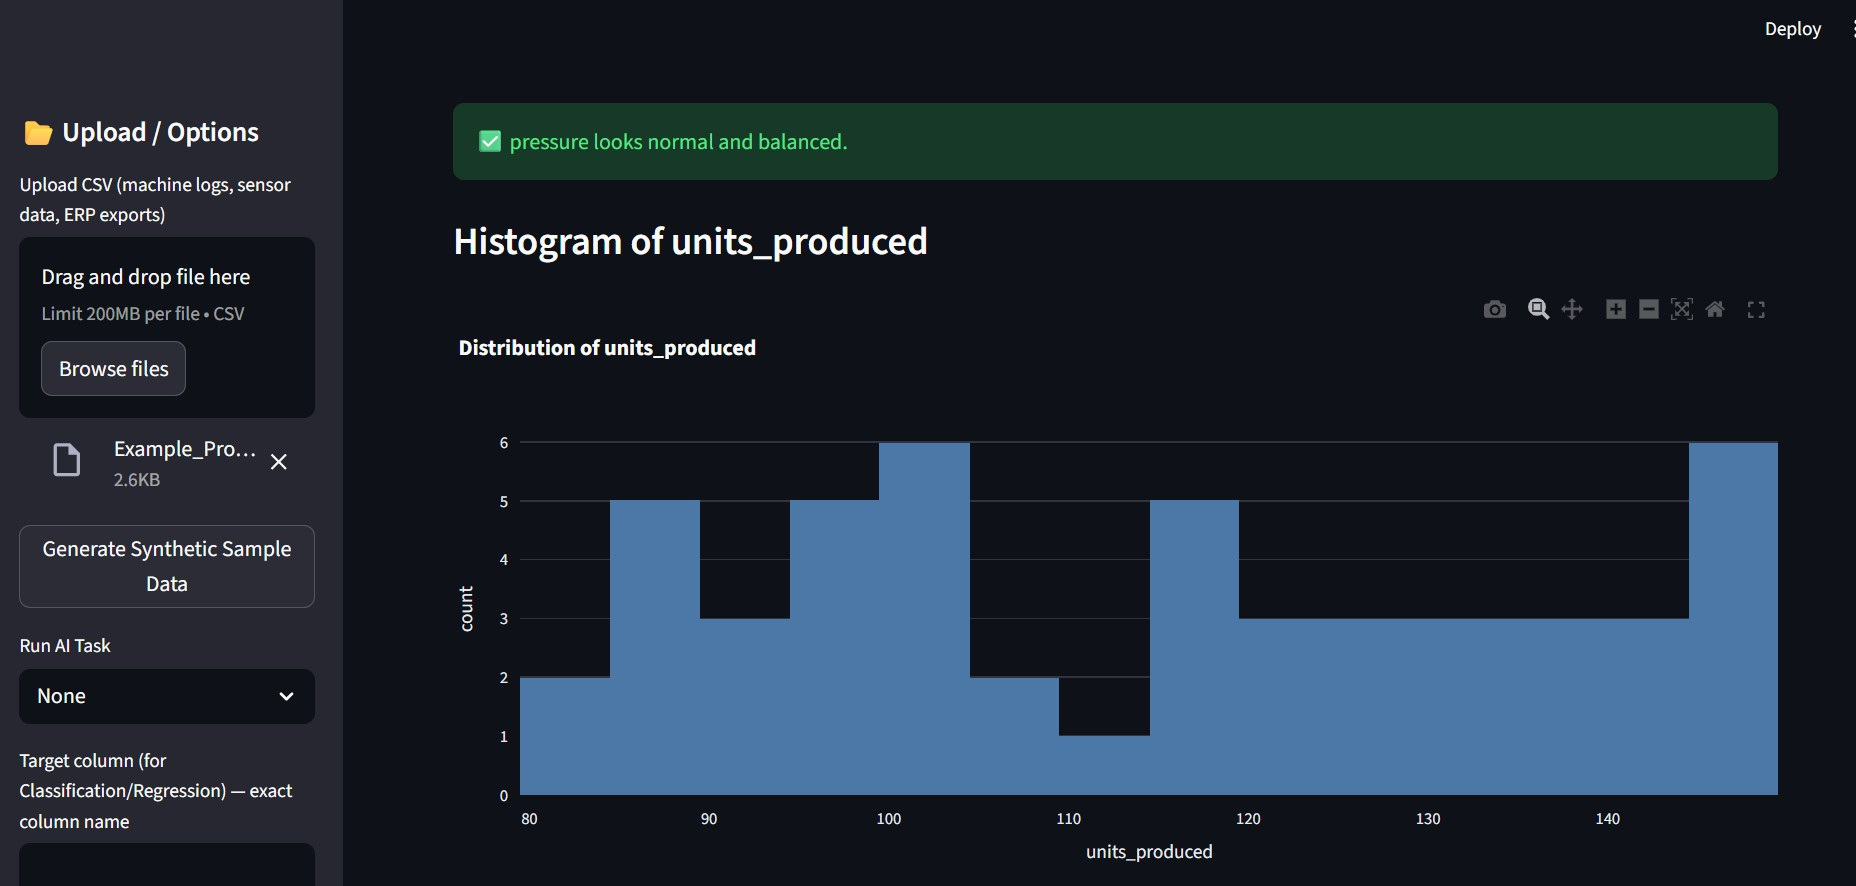 Deploy
📂 Upload / Options
Upload CSV (machine logs, sensor
data, ERP exports)
Drag and drop file here
Limit 200MB per file • CSV
Browse files
Example_Pro...
2.6KB
Generate Synthetic Sample
Data
Run AI Task
None
Target column (for
Classification/Regression) — exact
column name
✅ pressure looks normal and balanced.
Histogram of units_produced
Distribution of units_produced
6
5
4
3
2
1
0
count
80 90 100 110 120 130 140
units_produced